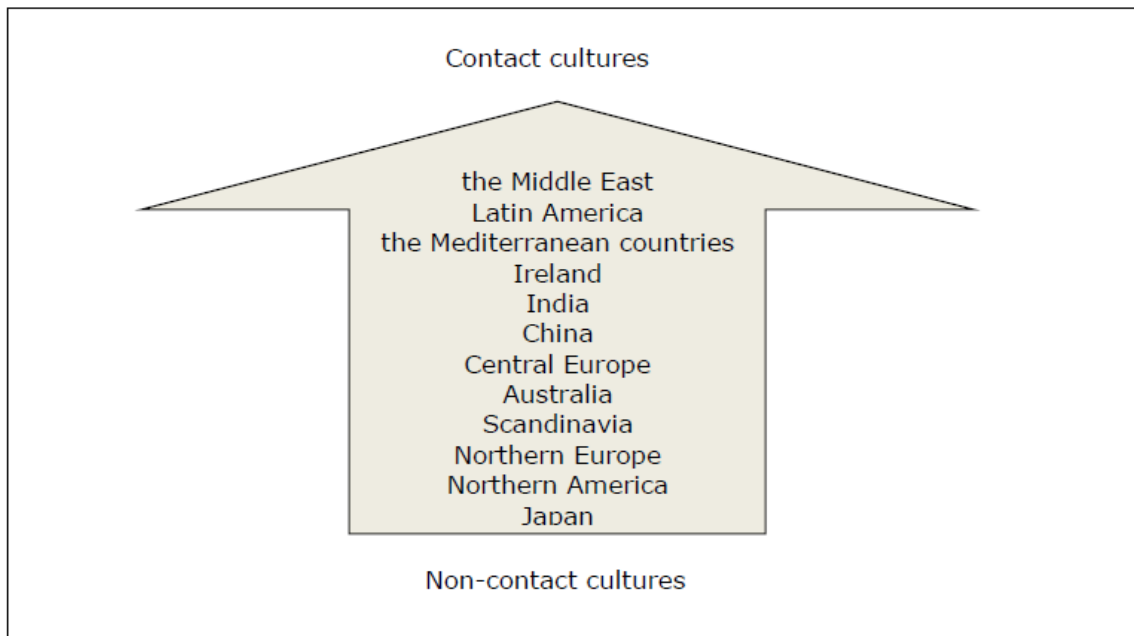 Contact cultures
the Middle East
Latin America
the Mediterranean countries
Ireland
India
China
Central Europe
Australia
Scandinavia
Northern Europe
Northern America
Japan
Non-contact cultures